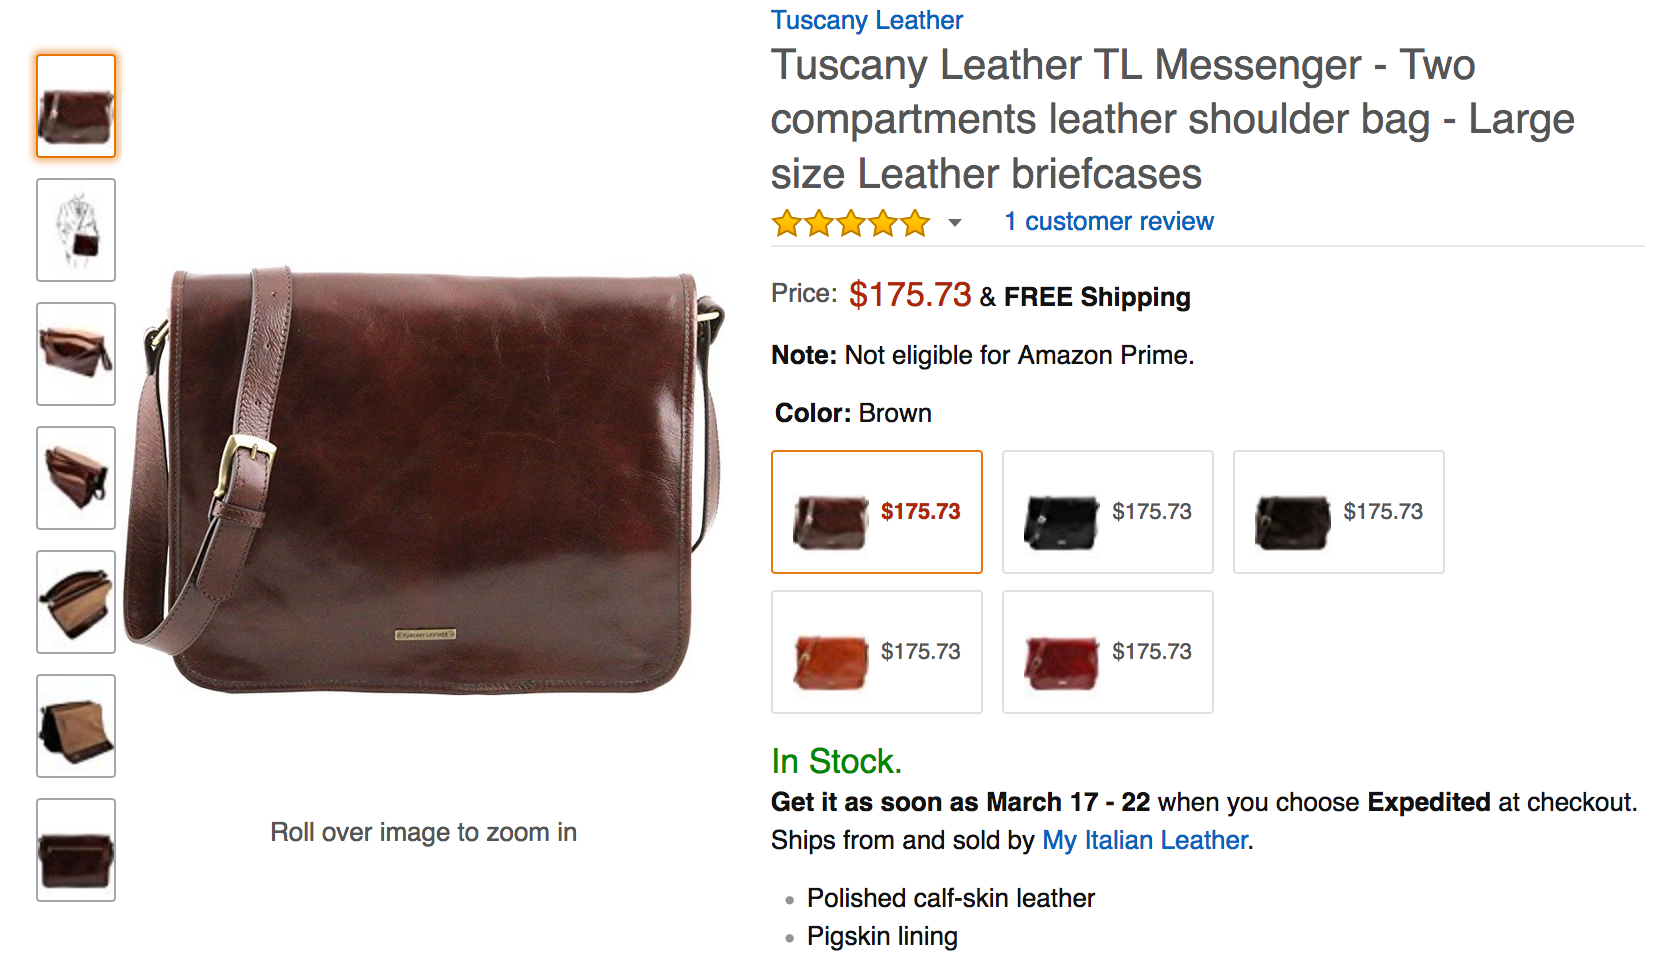 Tuscany Leather
Tuscany Leather TL Messenger - Two
compartments leather shoulder bag - Large
size Leather briefcases
1 customer review
Price: $175.73 & FREE Shipping
Note: Not eligible for Amazon Prime.
Color: Brown
$175.73 $175.73 $175.73
$175.73 $175.73
TUSCANY LEATHER
In Stock.
Get it as soon as March 17 - 22 when you choose Expedited at checkout.
Roll over image to zoom in
Ships from and sold by My Italian Leather.
Polished calf-skin leather
Pigskin lining